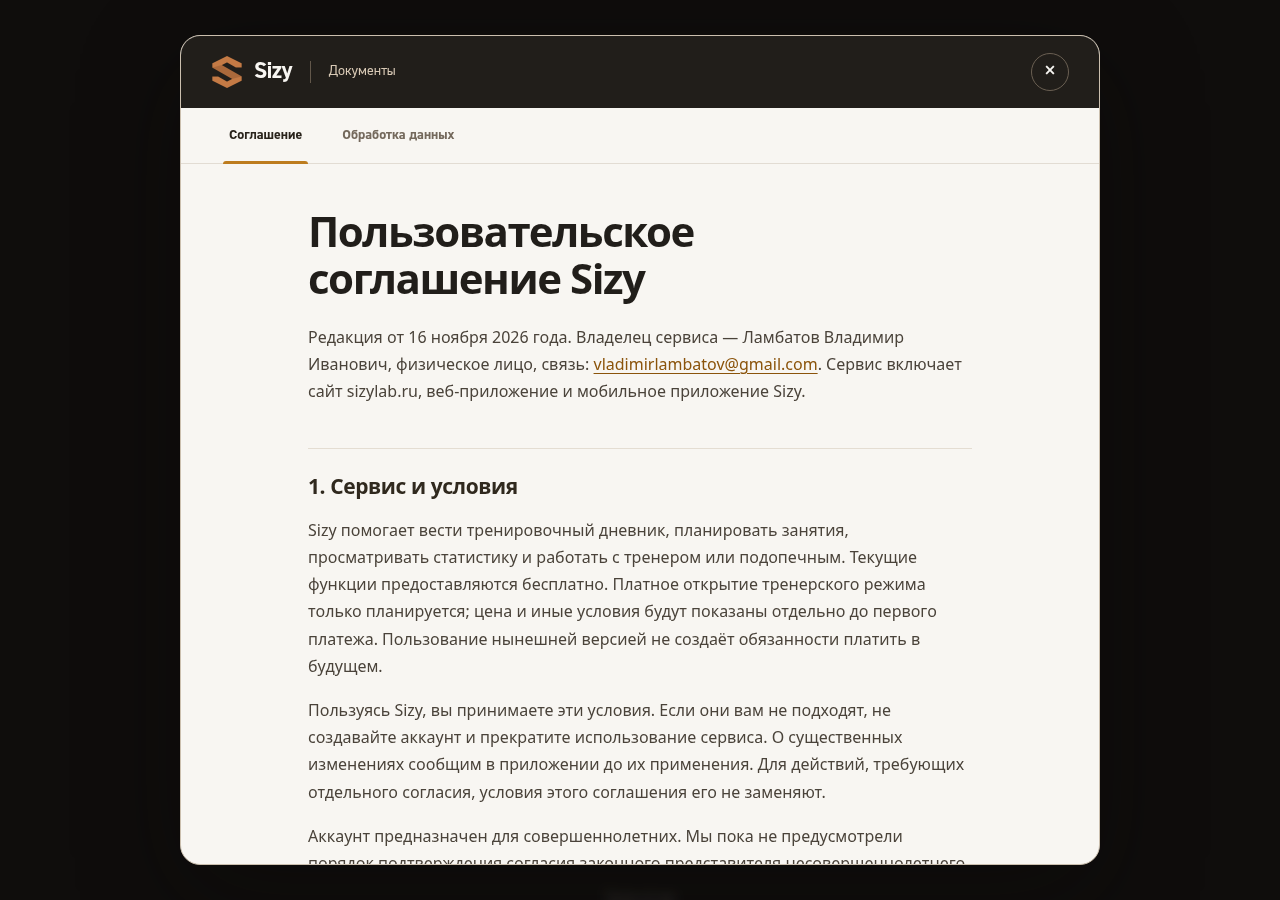 Sizy
Документы
×
Соглашение
Обработка данных
Пользовательское
соглашение Sizy
Редакция от 16 ноября 2026 года. Владелец сервиса — Ламбатов Владимир
Иванович, физическое лицо, связь: vladimirlambatov@gmail.com. Сервис включает
сайт sizylab.ru, веб-приложение и мобильное приложение Sizy.
1. Сервис и условия
Sizy помогает вести тренировочный дневник, планировать занятия,
просматривать статистику и работать с тренером или подопечным. Текущие
функции предоставляются бесплатно. Платное открытие тренерского режима
только планируется; цена и иные условия будут показаны отдельно до первого
платежа. Пользование нынешней версией не создаёт обязанности платить в
будущем.
Пользуясь Sizy, вы принимаете эти условия. Если они вам не подходят, не
создавайте аккаунт и прекратите использование сервиса. О существенных
изменениях сообщим в приложении до их применения. Для действий, требующих
отдельного согласия, условия этого соглашения его не заменяют.
Аккаунт предназначен для совершеннолетних. Мы пока не предусмотрели
порядок подтверждения согласия законного представителя несовершеннолетнего